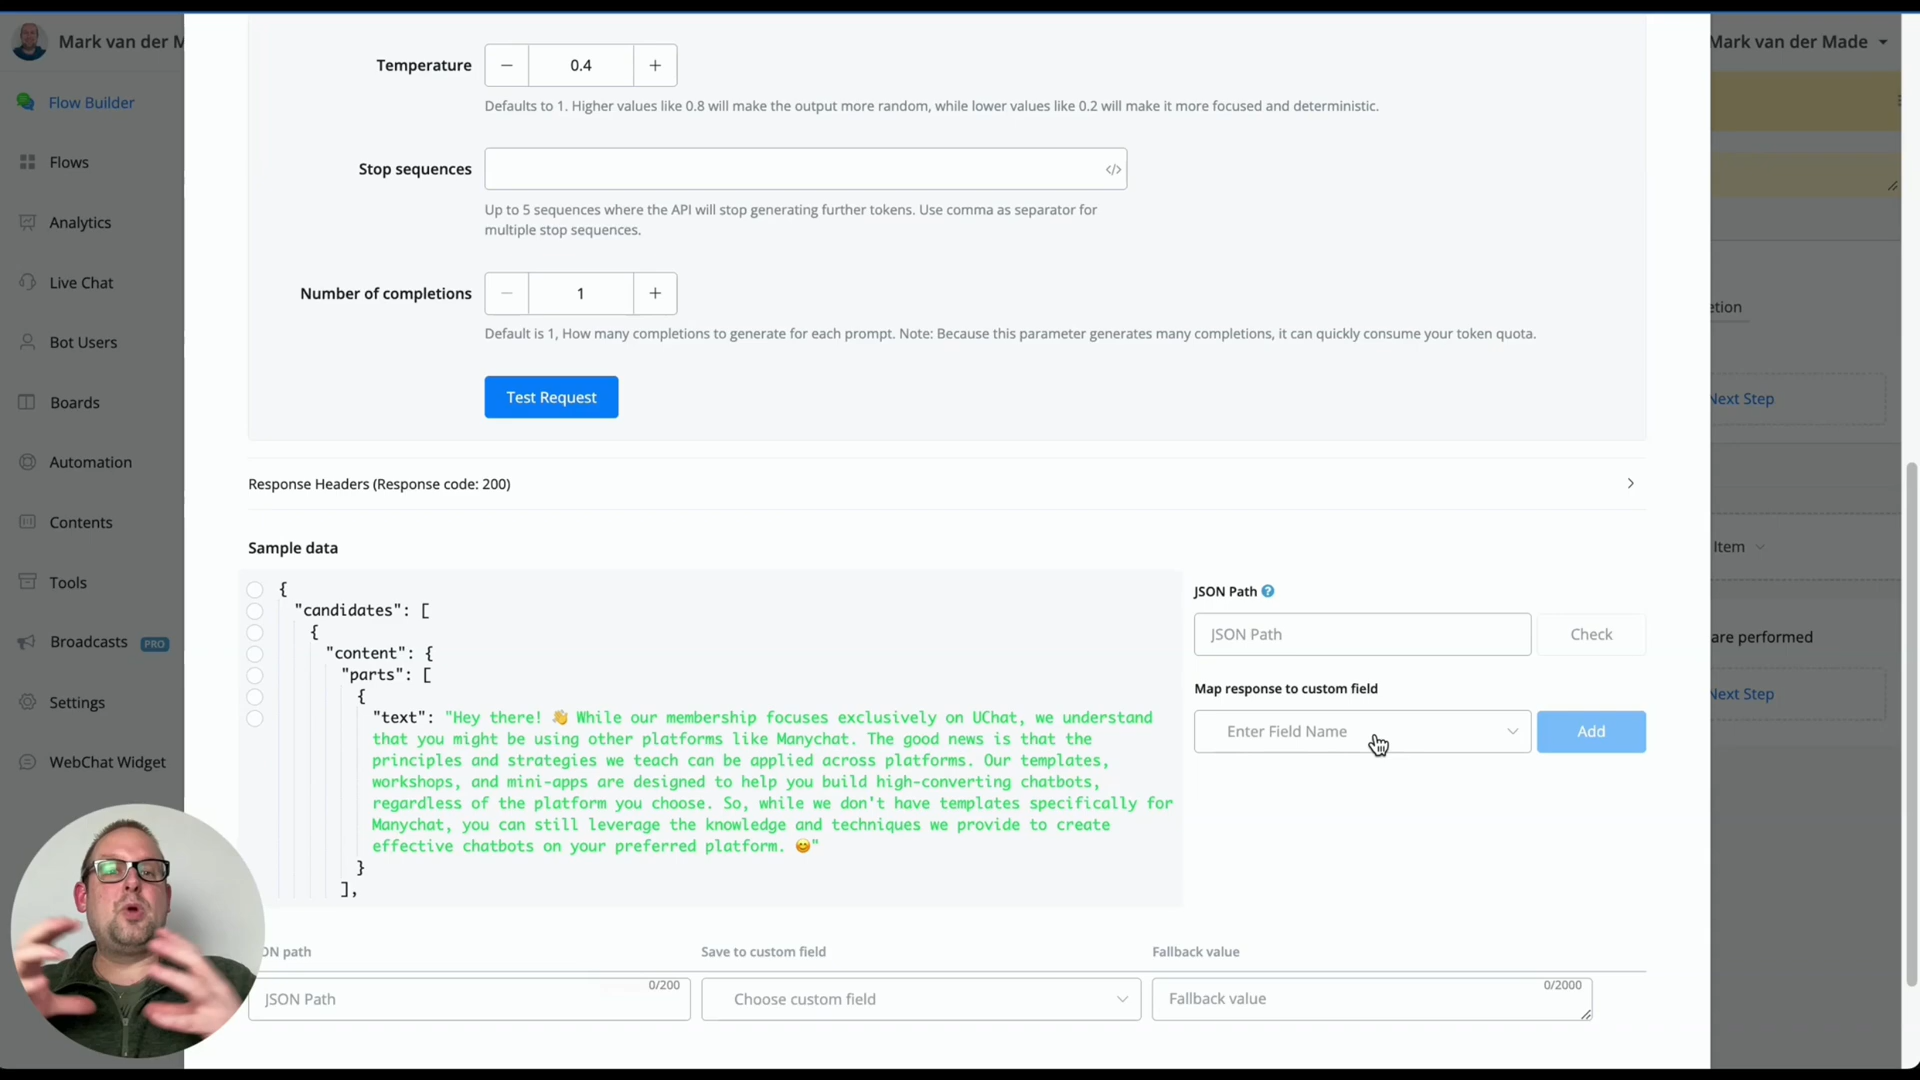 Mark van der M
Mark van der Made
Flow Builder
Flows
Analytics
Live Chat
Bot Users
Boards
Automation
Contents
Tools
Broadcasts PRO
Settings
WebChat Widget
Temperature
0.4
Defaults to 1. Higher values like 0.8 will make the output more random, while lower values like 0.2 will make it more focused and deterministic.
Stop sequences
</>
Up to 5 sequences where the API will stop generating further tokens. Use comma as separator for
multiple stop sequences.
Number of completions
1
Default is 1, How many completions to generate for each prompt. Note: Because this parameter generates many completions, it can quickly consume your token quota.
Test Request
Response Headers (Response code: 200)
Sample data
{
"candidates": [
{
"content": {
"parts": [
{
"text": "Hey there! 👋 While our membership focuses exclusively on UChat, we understand
that you might be using other platforms like Manychat. The good news is that the
principles and strategies we teach can be applied across platforms. Our templates,
workshops, and mini-apps are designed to help you build high-converting chatbots,
regardless of the platform you choose. So, while we don't have templates specifically for
Manychat, you can still leverage the knowledge and techniques we provide to create
effective chatbots on your preferred platform. 😊"
}
],
JSON Path ?
JSON Path
Check
Map response to custom field
Enter Field Name
Add
ON path
Save to custom field
Fallback value
JSON Path
0/200
Choose custom field
Fallback value
0/2000
etion
Next Step
Item
are performed
Next Step